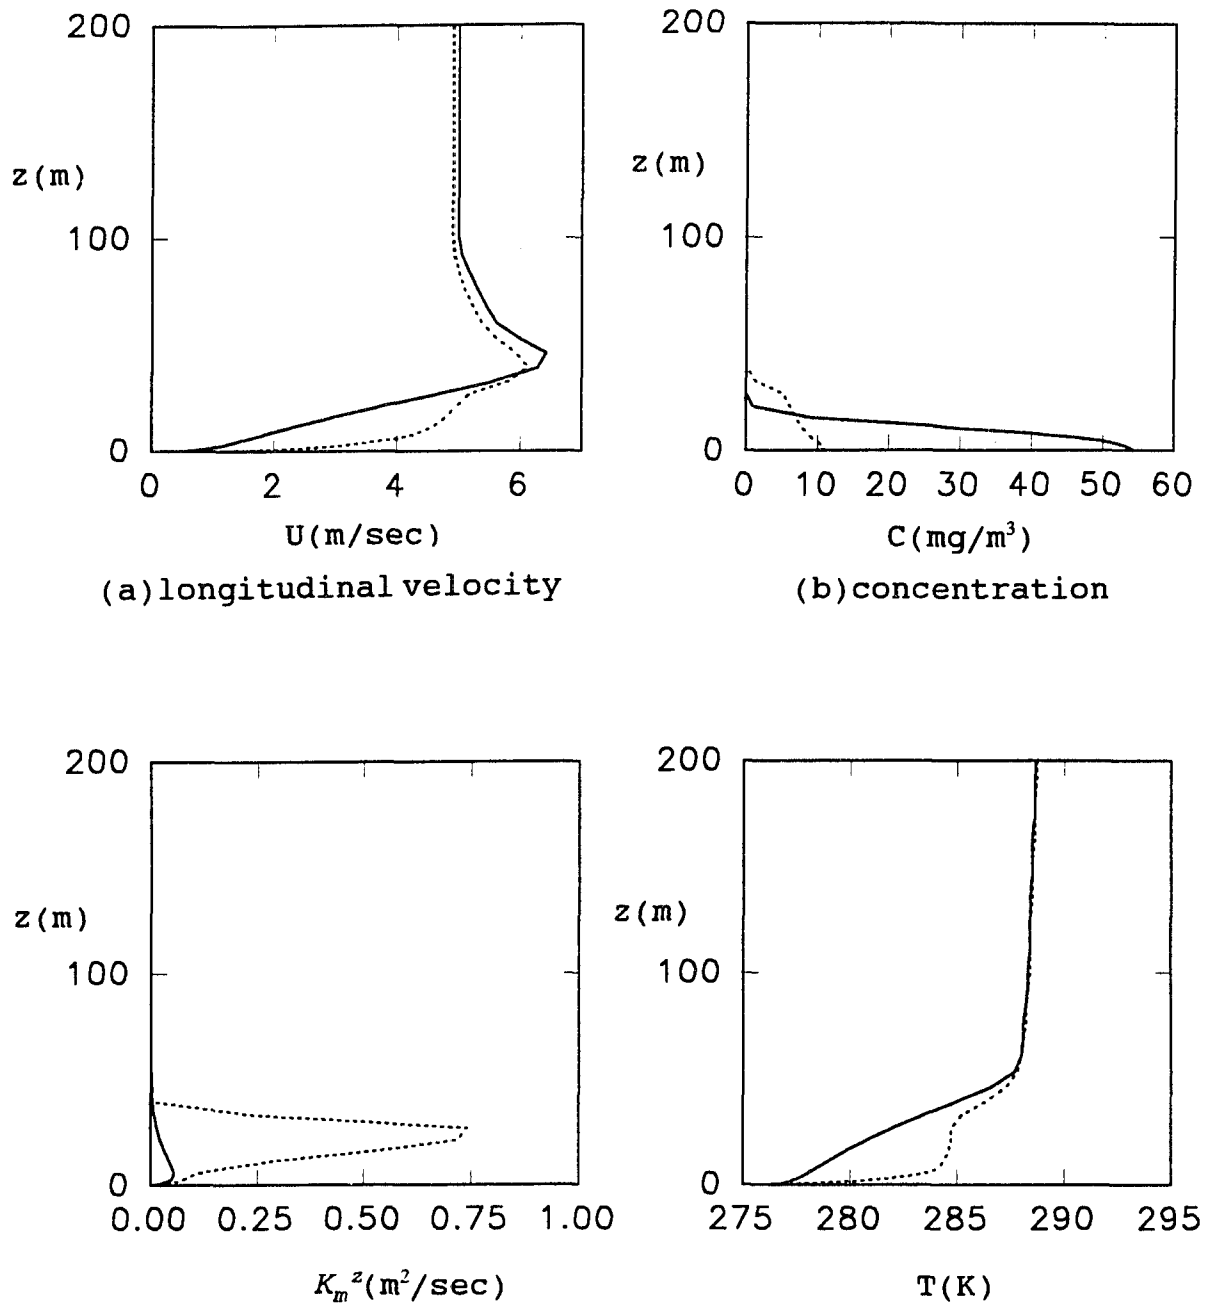 200
z(m)
100
0
0 2 4 6
U(m/sec)
(a)longitudinal velocity
200
z(m)
100
0
0 10 20 30 40 50 60
C(mg/m³)
(b)concentration
200
z(m)
100
0
0.00 0.25 0.50 0.75 1.00
Kₘᶻ(m²/sec)
200
z(m)
100
0
275 280 285 290 295
T(K)